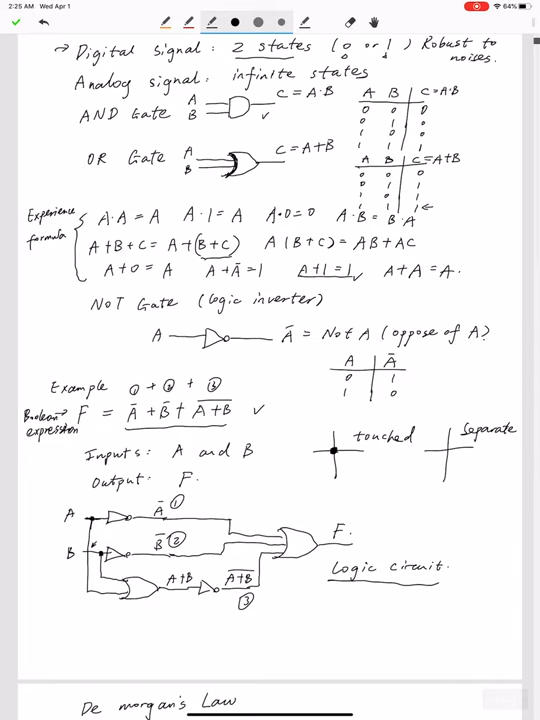 2:25 AM Wed Apr 1
64%
→ Digital signal: 2 states (0 or 1) Robust to noises.
Analog signal: infinite states
AND Gate A B C = A·B
A B C=A·B
0 0 0
0 1 0
1 0 0
1 1 1
OR Gate A B C = A+B
A B C=A+B
0 0 0
0 1 1
1 0 1
1 1 1 ←
Experience formula
A·A = A A·1 = A A·0=0 A·B = B·A
A+B+C = A+(B+C) A(B+C) = AB+AC
A+0 = A A+Ā=1 A+1=1 A+A=A.
NOT Gate (logic inverter)
A Ā = Not A (oppose of A?
A Ā
0 1
1 0
Example ① + ② + ③
Boolean → expression F = Ā + B̅ + A̅+̅B̅ ✓
touched separate
Inputs: A and B
Output: F.
A Ā ①
B B̅ ②
A+B A̅+̅B̅ ③
F.
Logic circuit.
De morgan's Law